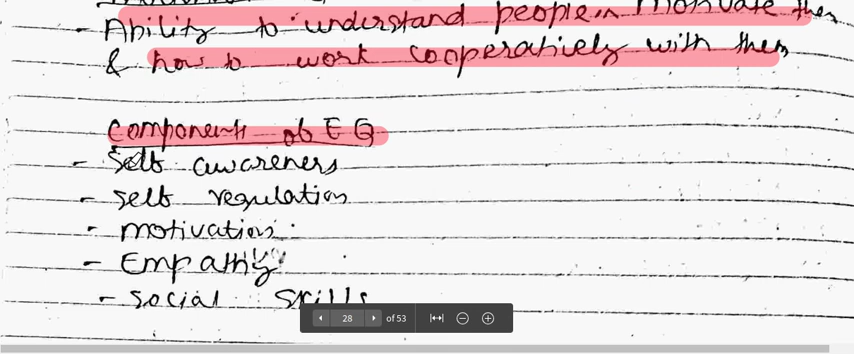 - Ability to understand people, motivate them
& how to work cooperatively with them
Components of EQ
- Self awareness
- self regulation
- motivation
- Empathy
- social skills
28 of 53